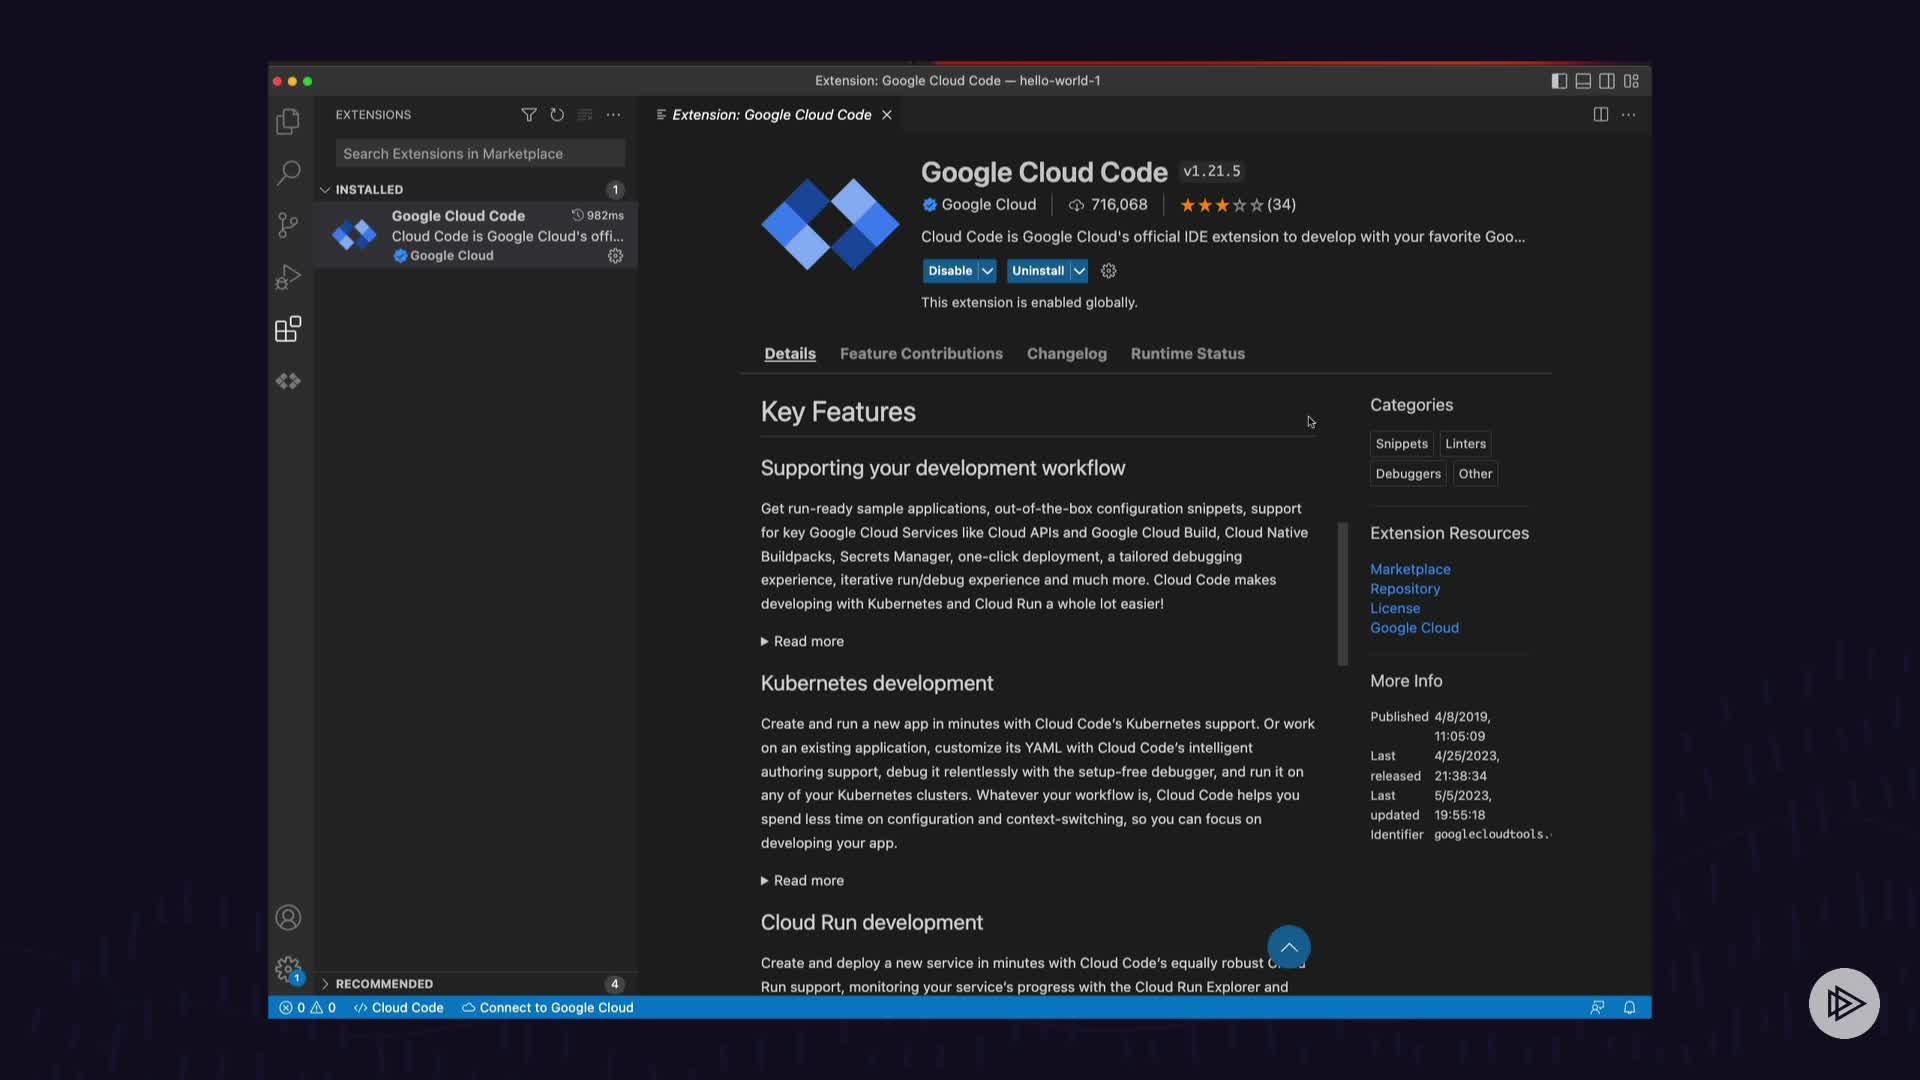 Extension: Google Cloud Code — hello-world-1
EXTENSIONS
Search Extensions in Marketplace
INSTALLED
1
Google Cloud Code
982ms
Cloud Code is Google Cloud's offi...
Google Cloud
RECOMMENDED
4
Extension: Google Cloud Code
Google Cloud Code v1.21.5
Google Cloud 716,068 (34)
Cloud Code is Google Cloud's official IDE extension to develop with your favorite Goo...
Disable Uninstall
This extension is enabled globally.
Details Feature Contributions Changelog Runtime Status
Key Features
Supporting your development workflow
Get run-ready sample applications, out-of-the-box configuration snippets, support
for key Google Cloud Services like Cloud APIs and Google Cloud Build, Cloud Native
Buildpacks, Secrets Manager, one-click deployment, a tailored debugging
experience, iterative run/debug experience and much more. Cloud Code makes
developing with Kubernetes and Cloud Run a whole lot easier!
Read more
Kubernetes development
Create and run a new app in minutes with Cloud Code's Kubernetes support. Or work
on an existing application, customize its YAML with Cloud Code's intelligent
authoring support, debug it relentlessly with the setup-free debugger, and run it on
any of your Kubernetes clusters. Whatever your workflow is, Cloud Code helps you
spend less time on configuration and context-switching, so you can focus on
developing your app.
Read more
Cloud Run development
Create and deploy a new service in minutes with Cloud Code's equally robust
Run support, monitoring your service's progress with the Cloud Run Explorer and
Categories
Snippets Linters
Debuggers Other
Extension Resources
Marketplace
Repository
License
Google Cloud
More Info
Published 4/8/2019,
11:05:09
Last 4/25/2023,
released 21:38:34
Last 5/5/2023,
updated 19:55:18
Identifier googlecloudtools.
1
0 0 Cloud Code Connect to Google Cloud